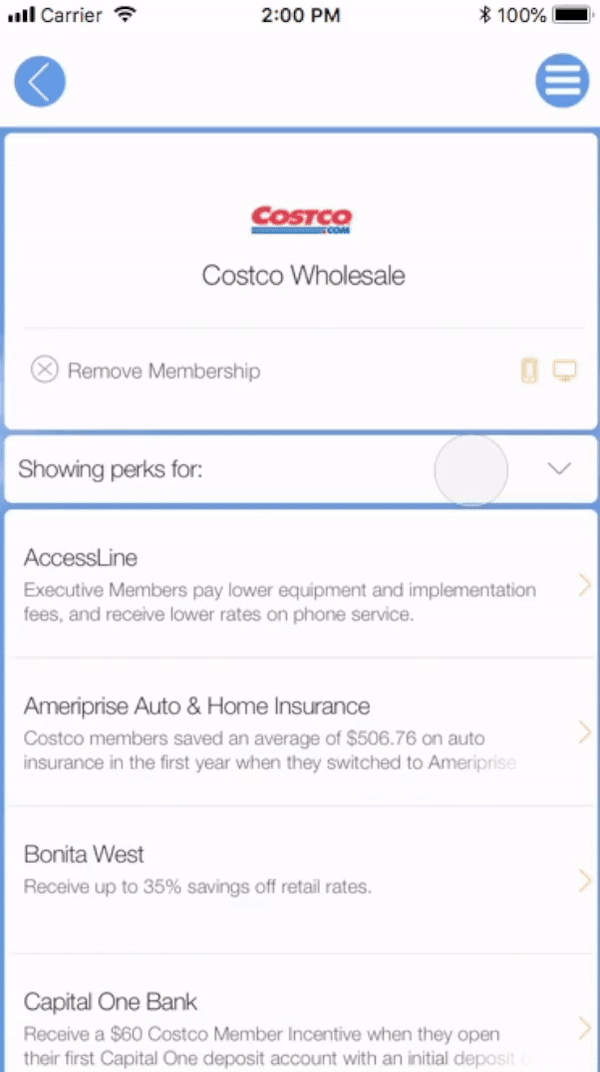 Carrier 2:00 PM 100%
COSTCO
.COM
Costco Wholesale
Remove Membership
Showing perks for:
AccessLine
Executive Members pay lower equipment and implementation
fees, and receive lower rates on phone service.
Ameriprise Auto & Home Insurance
Costco members saved an average of $506.76 on auto
insurance in the first year when they switched to Ameriprise
Bonita West
Receive up to 35% savings off retail rates.
Capital One Bank
Receive a $60 Costco Member Incentive when they open
their first Capital One deposit account with an initial deposit